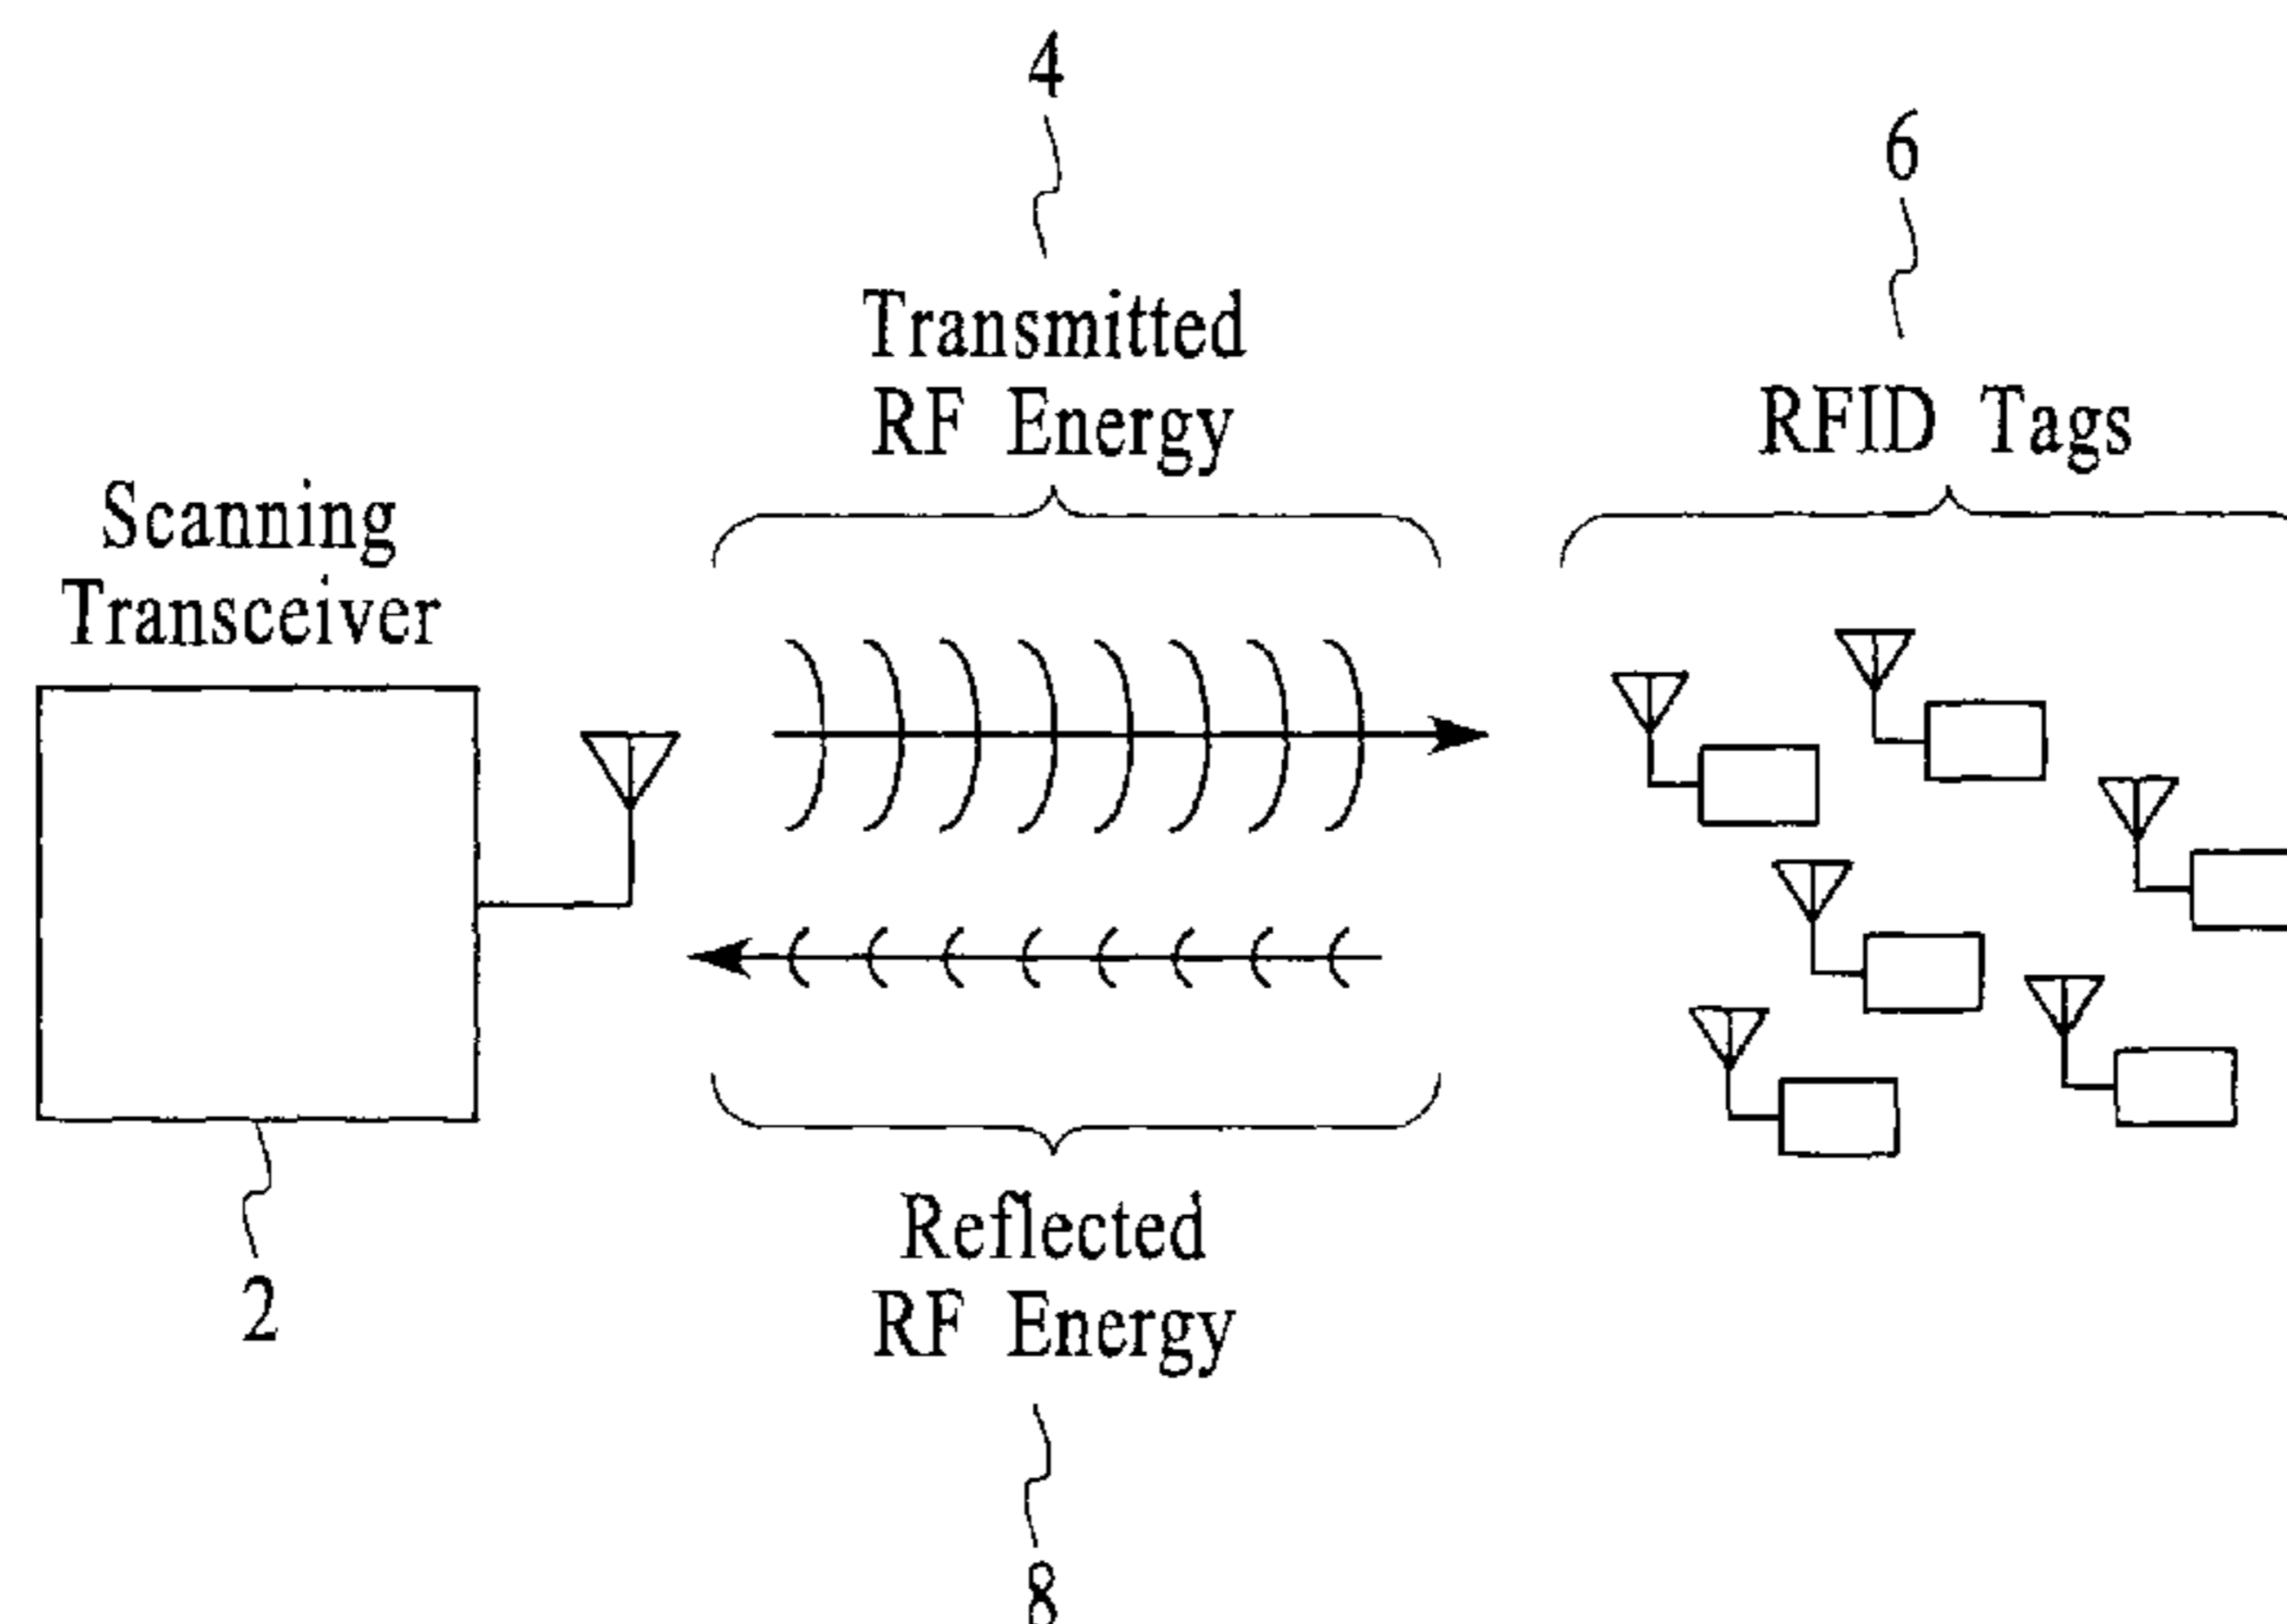 4
6
Transmitted
RF Energy
RFID Tags
Scanning
Transceiver
Reflected
RF Energy
2
8